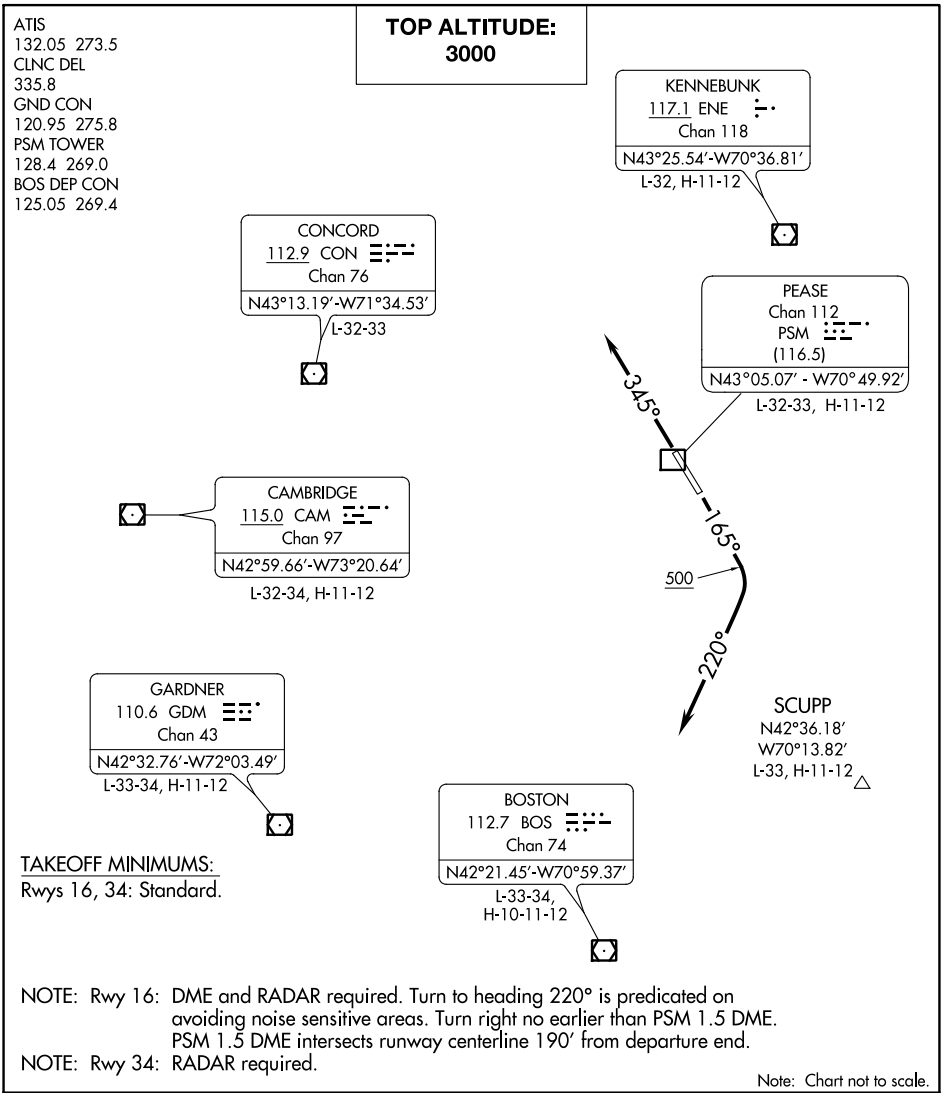 ATIS
132.05 273.5
CLNC DEL
335.8
GND CON
120.95 275.8
PSM TOWER
128.4 269.0
BOS DEP CON
125.05 269.4
TOP ALTITUDE:
3000
KENNEBUNK
117.1 ENE
Chan 118
N43°25.54'-W70°36.81'
L-32, H-11-12
CONCORD
112.9 CON
Chan 76
N43°13.19'-W71°34.53'
L-32-33
PEASE
Chan 112
PSM
(116.5)
N43°05.07' - W70°49.92'
L-32-33, H-11-12
345°
CAMBRIDGE
115.0 CAM
Chan 97
N42°59.66'-W73°20.64'
L-32-34, H-11-12
165°
500
220°
GARDNER
110.6 GDM
Chan 43
N42°32.76'-W72°03.49'
L-33-34, H-11-12
SCUPP
N42°36.18'
W70°13.82'
L-33, H-11-12
BOSTON
112.7 BOS
Chan 74
N42°21.45'-W70°59.37'
L-33-34,
H-10-11-12
TAKEOFF MINIMUMS:
Rwys 16, 34: Standard.
NOTE: Rwy 16: DME and RADAR required. Turn to heading 220° is predicated on
avoiding noise sensitive areas. Turn right no earlier than PSM 1.5 DME.
PSM 1.5 DME intersects runway centerline 190' from departure end.
NOTE: Rwy 34: RADAR required.
Note: Chart not to scale.